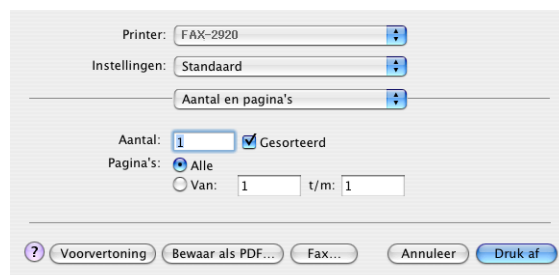 Printer: FAX-2920
Instellingen: Standaard
Aantal en pagina's
Aantal: 1 Gesorteerd
Pagina's: Alle
Van: 1 t/m: 1
? Voorvertoning Bewaar als PDF... Fax... Annuleer Druk af